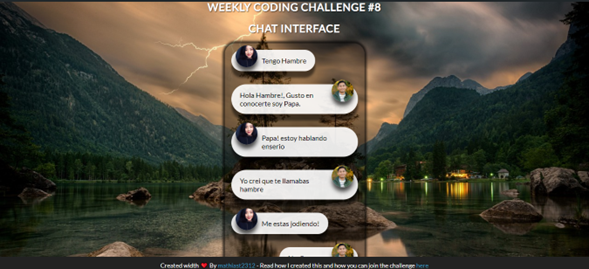 WEEKLY CODING CHALLENGE #8
CHAT INTERFACE
Tengo Hambre
Hola Hambre!, Gusto en
conocerte soy Papa.
Papa! estoy hablando
enserio
Yo crei que te llamabas
hambre
Me estas jodiendo!
Created width ❤ By mathiost2312 - Read how I created this and how you can join the challenge here